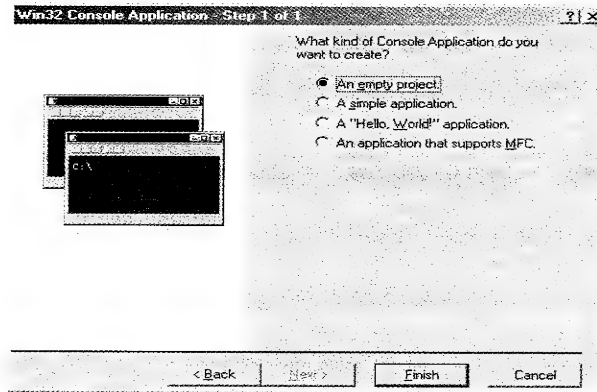 Win32 Console Application - Step 1 of 1
What kind of Console Application do you
want to create?
An empty project.
A simple application.
A "Hello, World!" application.
An application that supports MFC.
C:\
< Back
Next >
Finish
Cancel